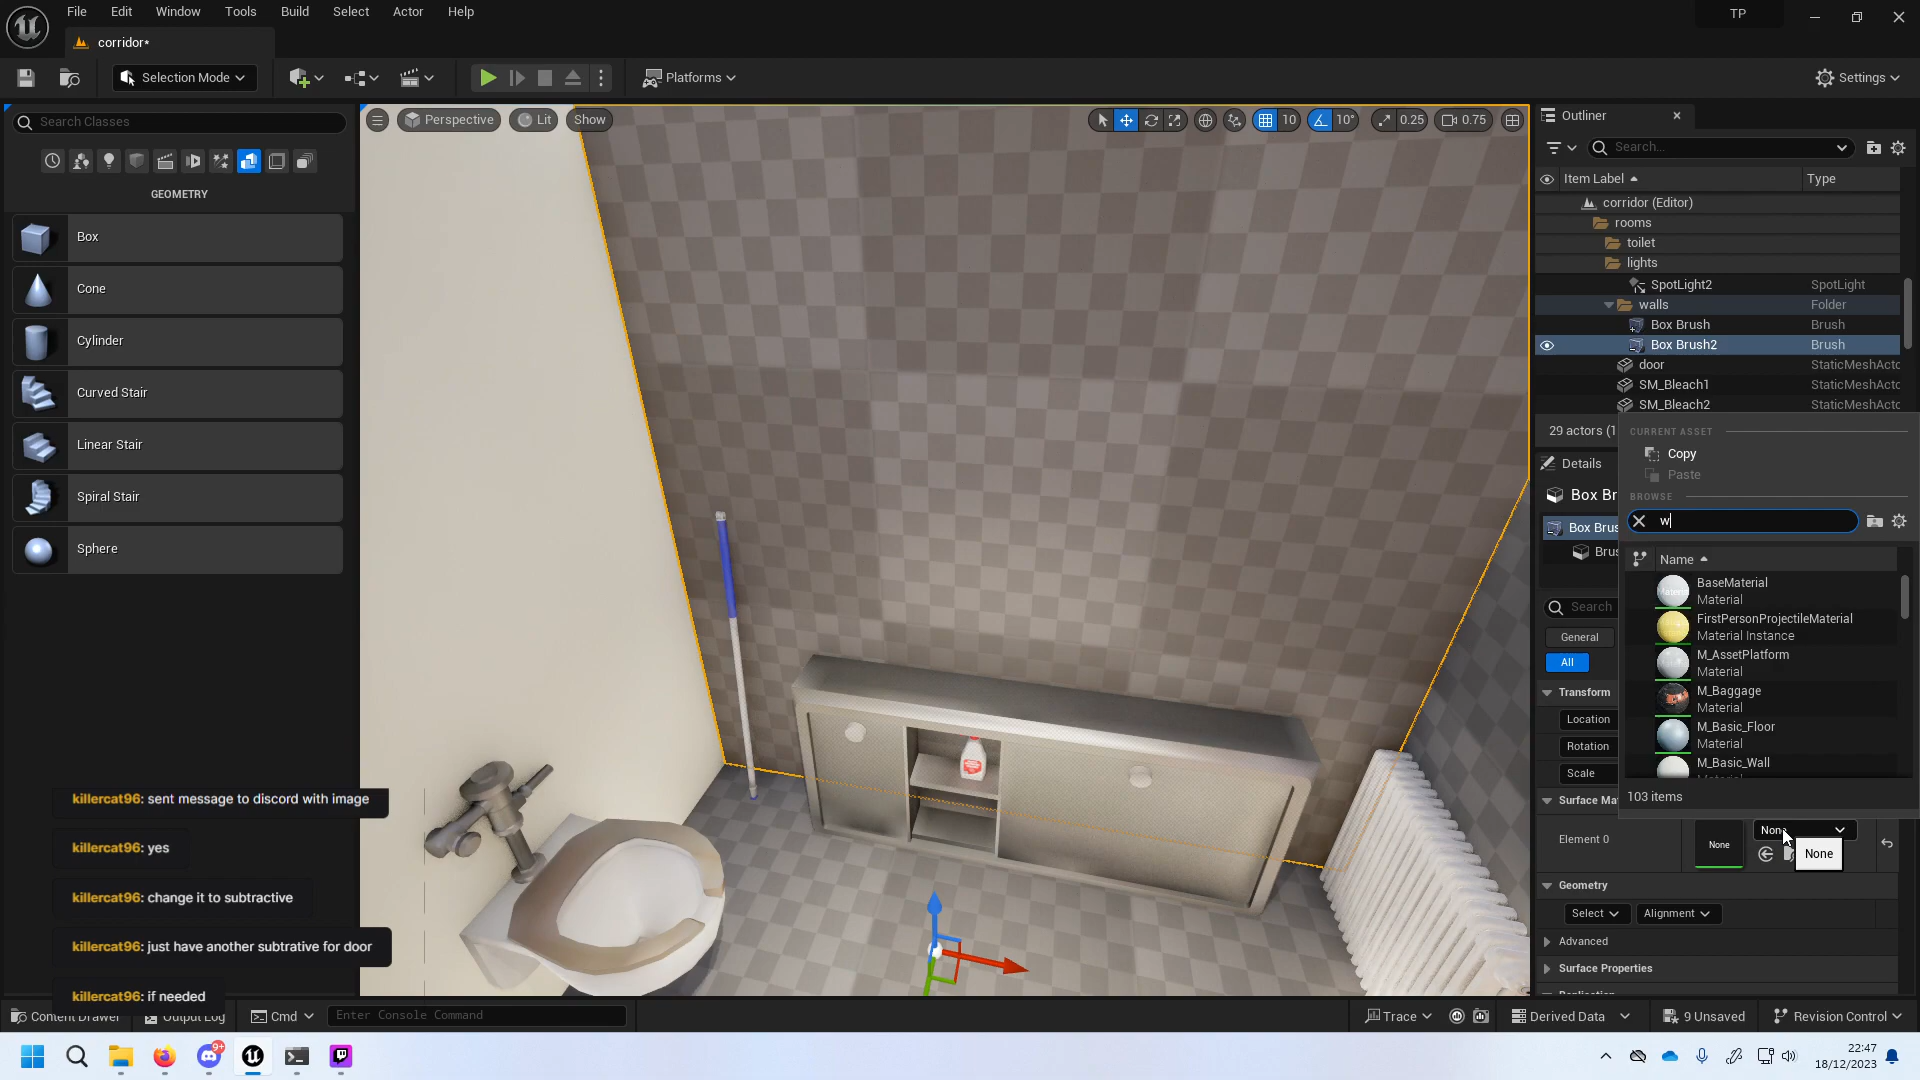 File Edit Window Tools Build Select Actor Help
TP
corridor*
Selection Mode
Platforms
Settings
Search Classes
GEOMETRY
Box
Cone
Cylinder
Curved Stair
Linear Stair
Spiral Stair
Sphere
Perspective Lit Show
10 10° 0.25 0.75
Outliner
Search...
Item Label Type
corridor (Editor)
rooms
toilet
lights
SpotLight2 SpotLight
walls Folder
Box Brush Brush
Box Brush2 Brush
door StaticMeshActo
SM_Bleach1 StaticMeshActo
SM_Bleach2 StaticMeshActo
29 actors (1
Details
Box Br
Box Brus
Brus
Search
General
All
Transform
Location
Rotation
Scale
Surface Ma
Element 0
None
None
None
Geometry
Select Alignment
Advanced
Surface Properties
CURRENT ASSET
Copy
Paste
BROWSE
w
Name
BaseMaterial
Material
FirstPersonProjectileMaterial
Material Instance
M_AssetPlatform
Material
M_Baggage
Material
M_Basic_Floor
Material
M_Basic_Wall
103 items
killercat96: sent message to discord with image
killercat96: yes
killercat96: change it to subtractive
killercat96: just have another subtrative for door
killercat96: if needed
Content Drawer Output Log Cmd Enter Console Command
Trace Derived Data 9 Unsaved Revision Control
9+
22:47
18/12/2023